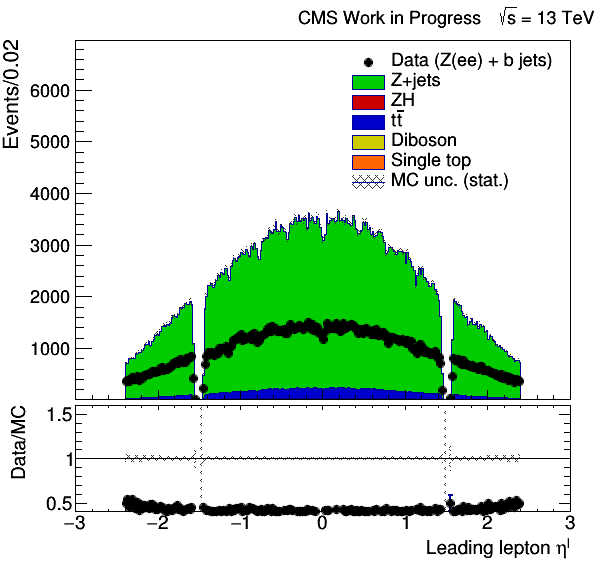 CMS Work in Progress √s = 13 TeV
Events/0.02
6000
5000
4000
3000
2000
1000
Data (Z(ee) + b jets)
Z+jets
ZH
tt̅
Diboson
Single top
MC unc. (stat.)
Data/MC
1.5
1
0.5
−3 −2 −1 0 1 2 3
Leading lepton ηˡ